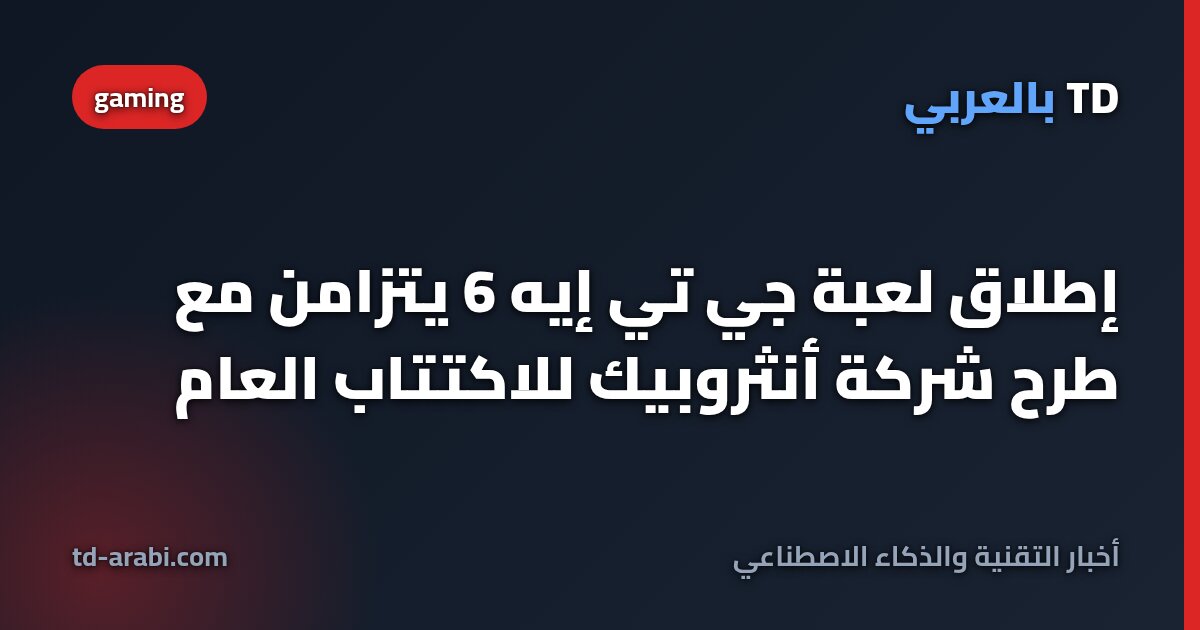 TD بالعربي
gaming
إطلاق لعبة جي تي إيه 6 يتزامن مع
طرح شركة أنثروبيك للاكتتاب العام
أخبار التقنية والذكاء الاصطناعي
td-arabi.com